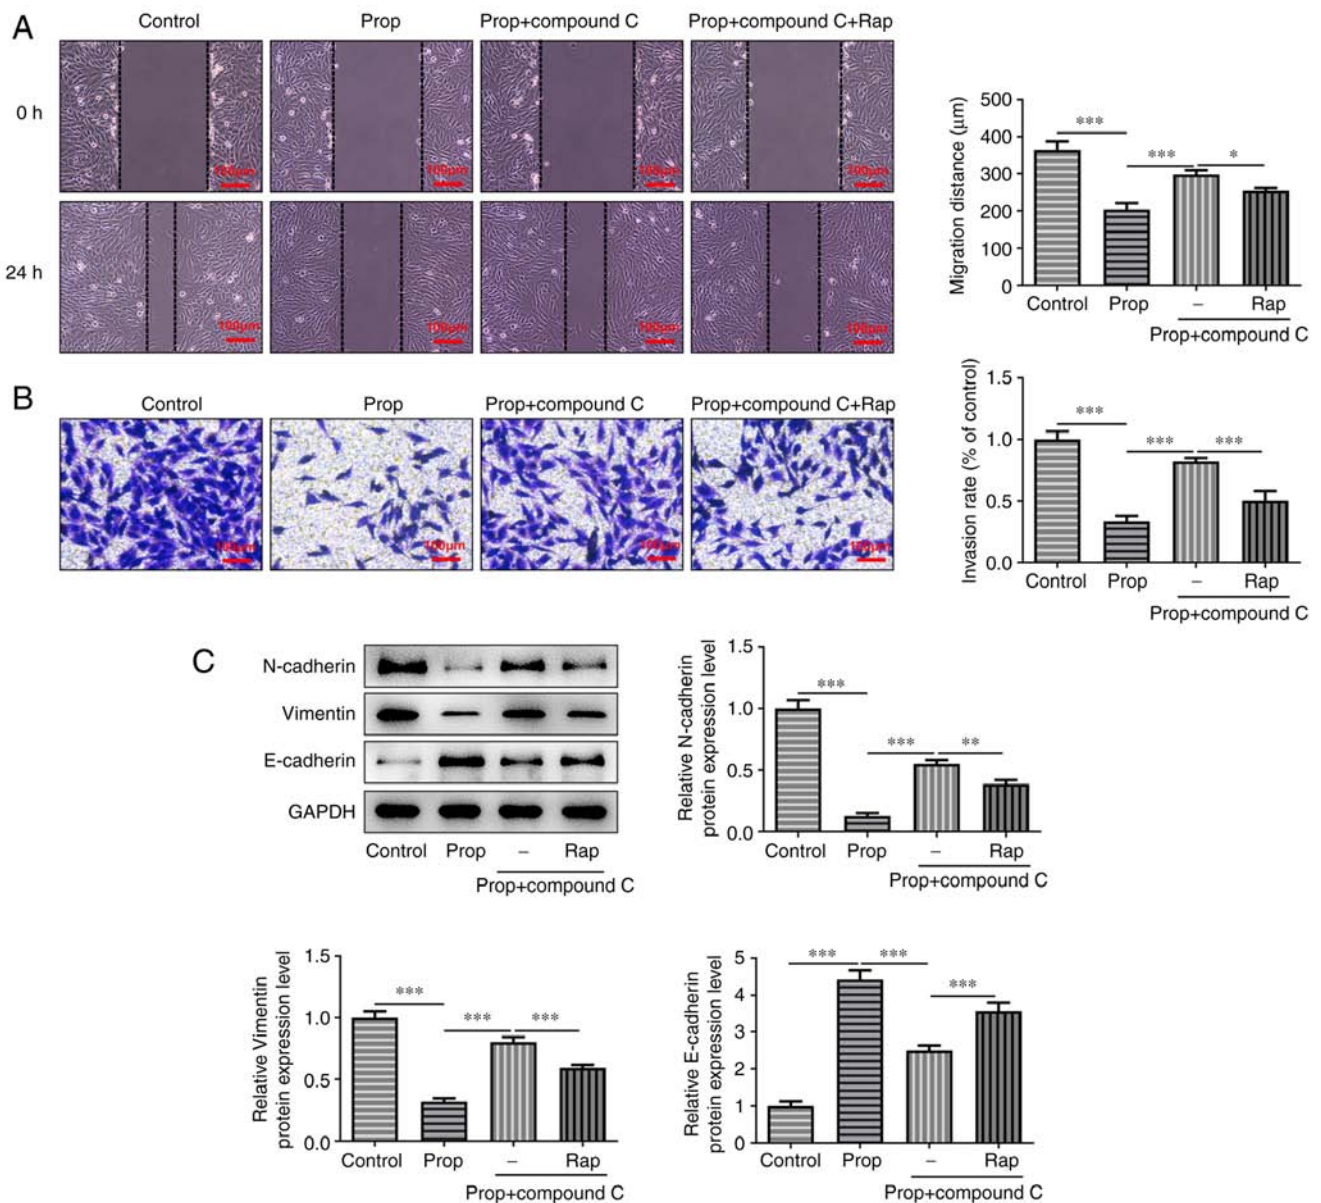 A
Control
Prop
Prop+compound C
Prop+compound C+Rap
0 h
100μm
100μm
100μm
100μm
24 h
100μm
100μm
100μm
100μm
Migration distance (μm)
500
400
300
200
100
0
***
***
*
Control
Prop
–
Rap
Prop+compound C
B
Control
Prop
Prop+compound C
Prop+compound C+Rap
100μm
100μm
100μm
100μm
Invasion rate (% of control)
1.5
1.0
0.5
0.0
***
***
***
Control
Prop
–
Rap
Prop+compound C
C
N-cadherin
Vimentin
E-cadherin
GAPDH
Control
Prop
–
Rap
Prop+compound C
Relative N-cadherin
protein expression level
1.5
1.0
0.5
0.0
***
***
**
Control
Prop
–
Rap
Prop+compound C
Relative Vimentin
protein expression level
1.5
1.0
0.5
0.0
***
***
***
Control
Prop
–
Rap
Prop+compound C
Relative E-cadherin
protein expression level
5
4
3
2
1
0
***
***
***
Control
Prop
–
Rap
Prop+compound C